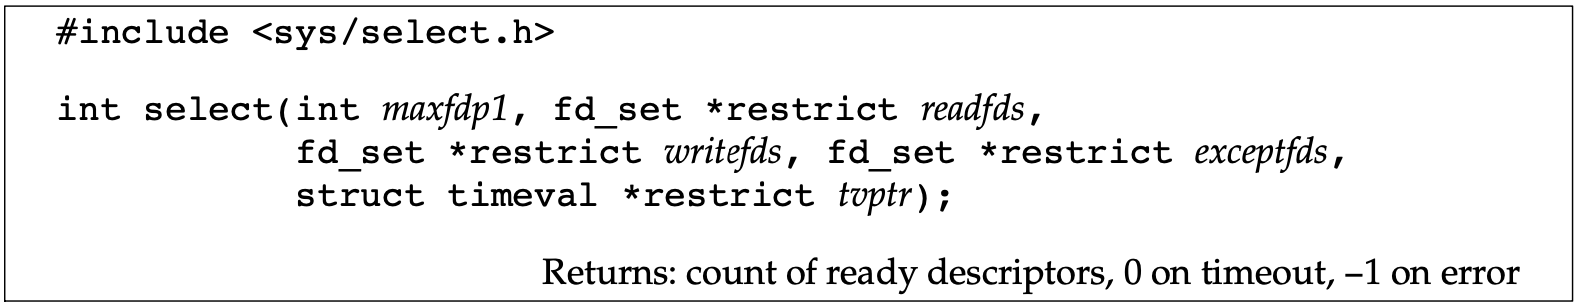 #include <sys/select.h>
int select(int maxfdp1, fd_set *restrict readfds,
fd_set *restrict writefds, fd_set *restrict exceptfds,
struct timeval *restrict tvptr);
Returns: count of ready descriptors, 0 on timeout, –1 on error